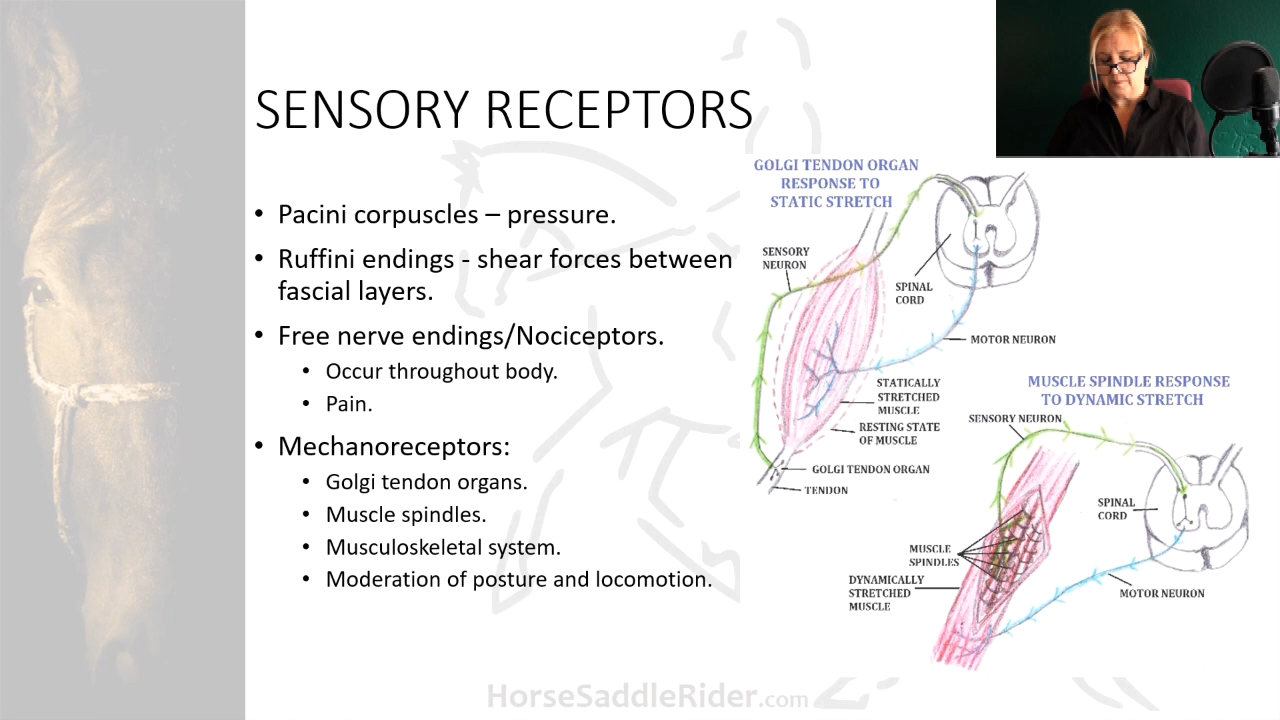 SENSORY RECEPTORS
• Pacini corpuscles – pressure.
• Ruffini endings - shear forces between
fascial layers.
• Free nerve endings/Nociceptors.
• Occur throughout body.
• Pain.
• Mechanoreceptors:
• Golgi tendon organs.
• Muscle spindles.
• Musculoskeletal system.
• Moderation of posture and locomotion.
GOLGI TENDON ORGAN
RESPONSE TO
STATIC STRETCH
SENSORY
NEURON
SPINAL
CORD
MOTOR NEURON
STATICALLY
STRETCHED
MUSCLE
RESTING STATE
OF MUSCLE
GOLGI TENDON ORGAN
TENDON
MUSCLE SPINDLE RESPONSE
TO DYNAMIC STRETCH
SENSORY NEURON
SPINAL
CORD
MUSCLE
SPINDLES
DYNAMICALLY
STRETCHED
MUSCLE
MOTOR NEURON
HorseSaddleRider.com